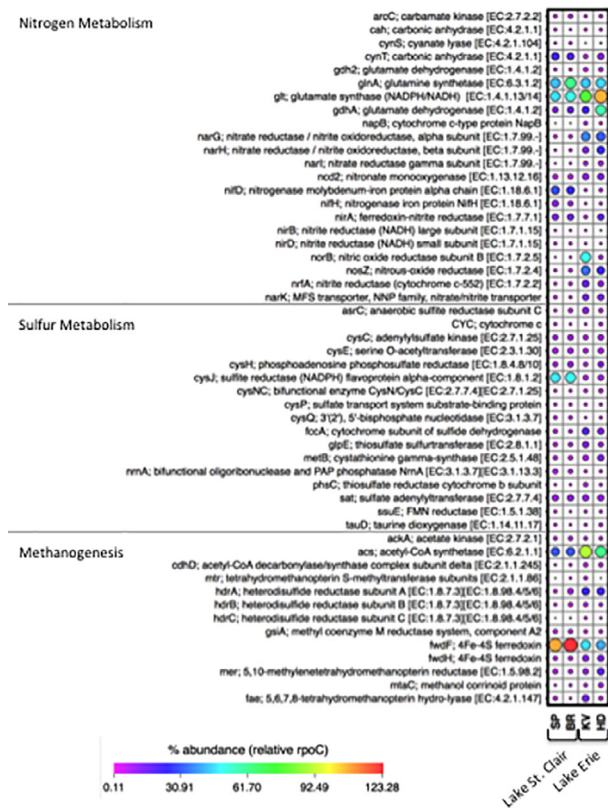 Nitrogen Metabolism
arcC; carbamate kinase [EC:2.7.2.2]
cah; carbonic anhydrase [EC:4.2.1.1]
cynS; cyanate lyase [EC:4.2.1.104]
cynT; carbonic anhydrase [EC:4.2.1.1]
gdh2; glutamate dehydrogenase [EC:1.4.1.2]
glnA; glutamine synthetase [EC:6.3.1.2]
glt; glutamate synthase (NADPH/NADH) [EC:1.4.1.13/14]
gdhA; glutamate dehydrogenase [EC:1.4.1.2]
napB; cytochrome c-type protein NapB
narG; nitrate reductase / nitrite oxidoreductase, alpha subunit [EC:1.7.99.-]
narH; nitrate reductase / nitrite oxidoreductase, beta subunit [EC:1.7.99.-]
narI; nitrate reductase gamma subunit [EC:1.7.99.-]
nod2; nitronate monooxygenase [EC:1.13.12.16]
nifD; nitrogenase molybdenum-iron protein alpha chain [EC:1.18.6.1]
nifH; nitrogenase iron protein NifH [EC:1.18.6.1]
nirA; ferredoxin-nitrite reductase [EC:1.7.7.1]
nirB; nitrite reductase (NADH) large subunit [EC:1.7.1.15]
nirD; nitrite reductase (NADH) small subunit [EC:1.7.1.15]
norB; nitric oxide reductase subunit B [EC:1.7.2.5]
nosZ; nitrous-oxide reductase [EC:1.7.2.4]
nrfA; nitrite reductase (cytochrome c-552) [EC:1.7.2.2]
narK; MFS transporter, NNP family, nitrate/nitrite transporter
Sulfur Metabolism
asrC; anaerobic sulfite reductase subunit C
CYC; cytochrome c
cysC; adenylylsulfate kinase [EC:2.7.1.25]
cysE; serine O-acetyltransferase [EC:2.3.1.30]
cysH; phosphoadenosine phosphosulfate reductase [EC:1.8.4.8/10]
cysJ; sulfite reductase (NADPH) flavoprotein alpha-component [EC:1.8.1.2]
cysNC; bifunctional enzyme CysN/CysC [EC:2.7.7.4][EC:2.7.1.25]
cysP; sulfate transport system substrate-binding protein
cysQ; 3'(2'), 5'-bisphosphate nucleotidase [EC:3.1.3.7]
fccA; cytochrome subunit of sulfide dehydrogenase
glpE; thiosulfate sulfurtransferase [EC:2.8.1.1]
metB; cystathionine gamma-synthase [EC:2.5.1.48]
nrnA; bifunctional oligoribonuclease and PAP phosphatase NrnA [EC:3.1.3.7][EC:3.1.13.3]
phsC; thiosulfate reductase cytochrome b subunit
sat; sulfate adenylyltransferase [EC:2.7.7.4]
ssuE; FMN reductase [EC:1.5.1.38]
tauD; taurine dioxygenase [EC:1.14.11.17]
Methanogenesis
ackA; acetate kinase [EC:2.7.2.1]
acs; acetyl-CoA synthetase [EC:6.2.1.1]
cdhD; acetyl-CoA decarbonylase/synthase complex subunit delta [EC:2.1.1.245]
mtr; tetrahydromethanopterin S-methyltransferase subunits [EC:2.1.1.86]
hdrA; heterodisulfide reductase subunit A [EC:1.8.7.3][EC:1.8.98.4/5/6]
hdrB; heterodisulfide reductase subunit B [EC:1.8.7.3][EC:1.8.98.4/5/6]
hdrC; heterodisulfide reductase subunit C [EC:1.8.7.3][EC:1.8.98.4/5/6]
gsiA; methyl coenzyme M reductase system, component A2
fwdF; 4Fe-4S ferredoxin
fwdH; 4Fe-4S ferredoxin
mer; 5,10-methylenetetrahydromethanopterin reductase [EC:1.5.98.2]
mtaC; methanol corrinoid protein
fae; 5,6,7,8-tetrahydromethanopterin hydro-lyase [EC:4.2.1.147]
SP BR KV HD
Lake St. Clair Lake Erie
% abundance (relative rpoC)
0.11 30.91 61.70 92.49 123.28